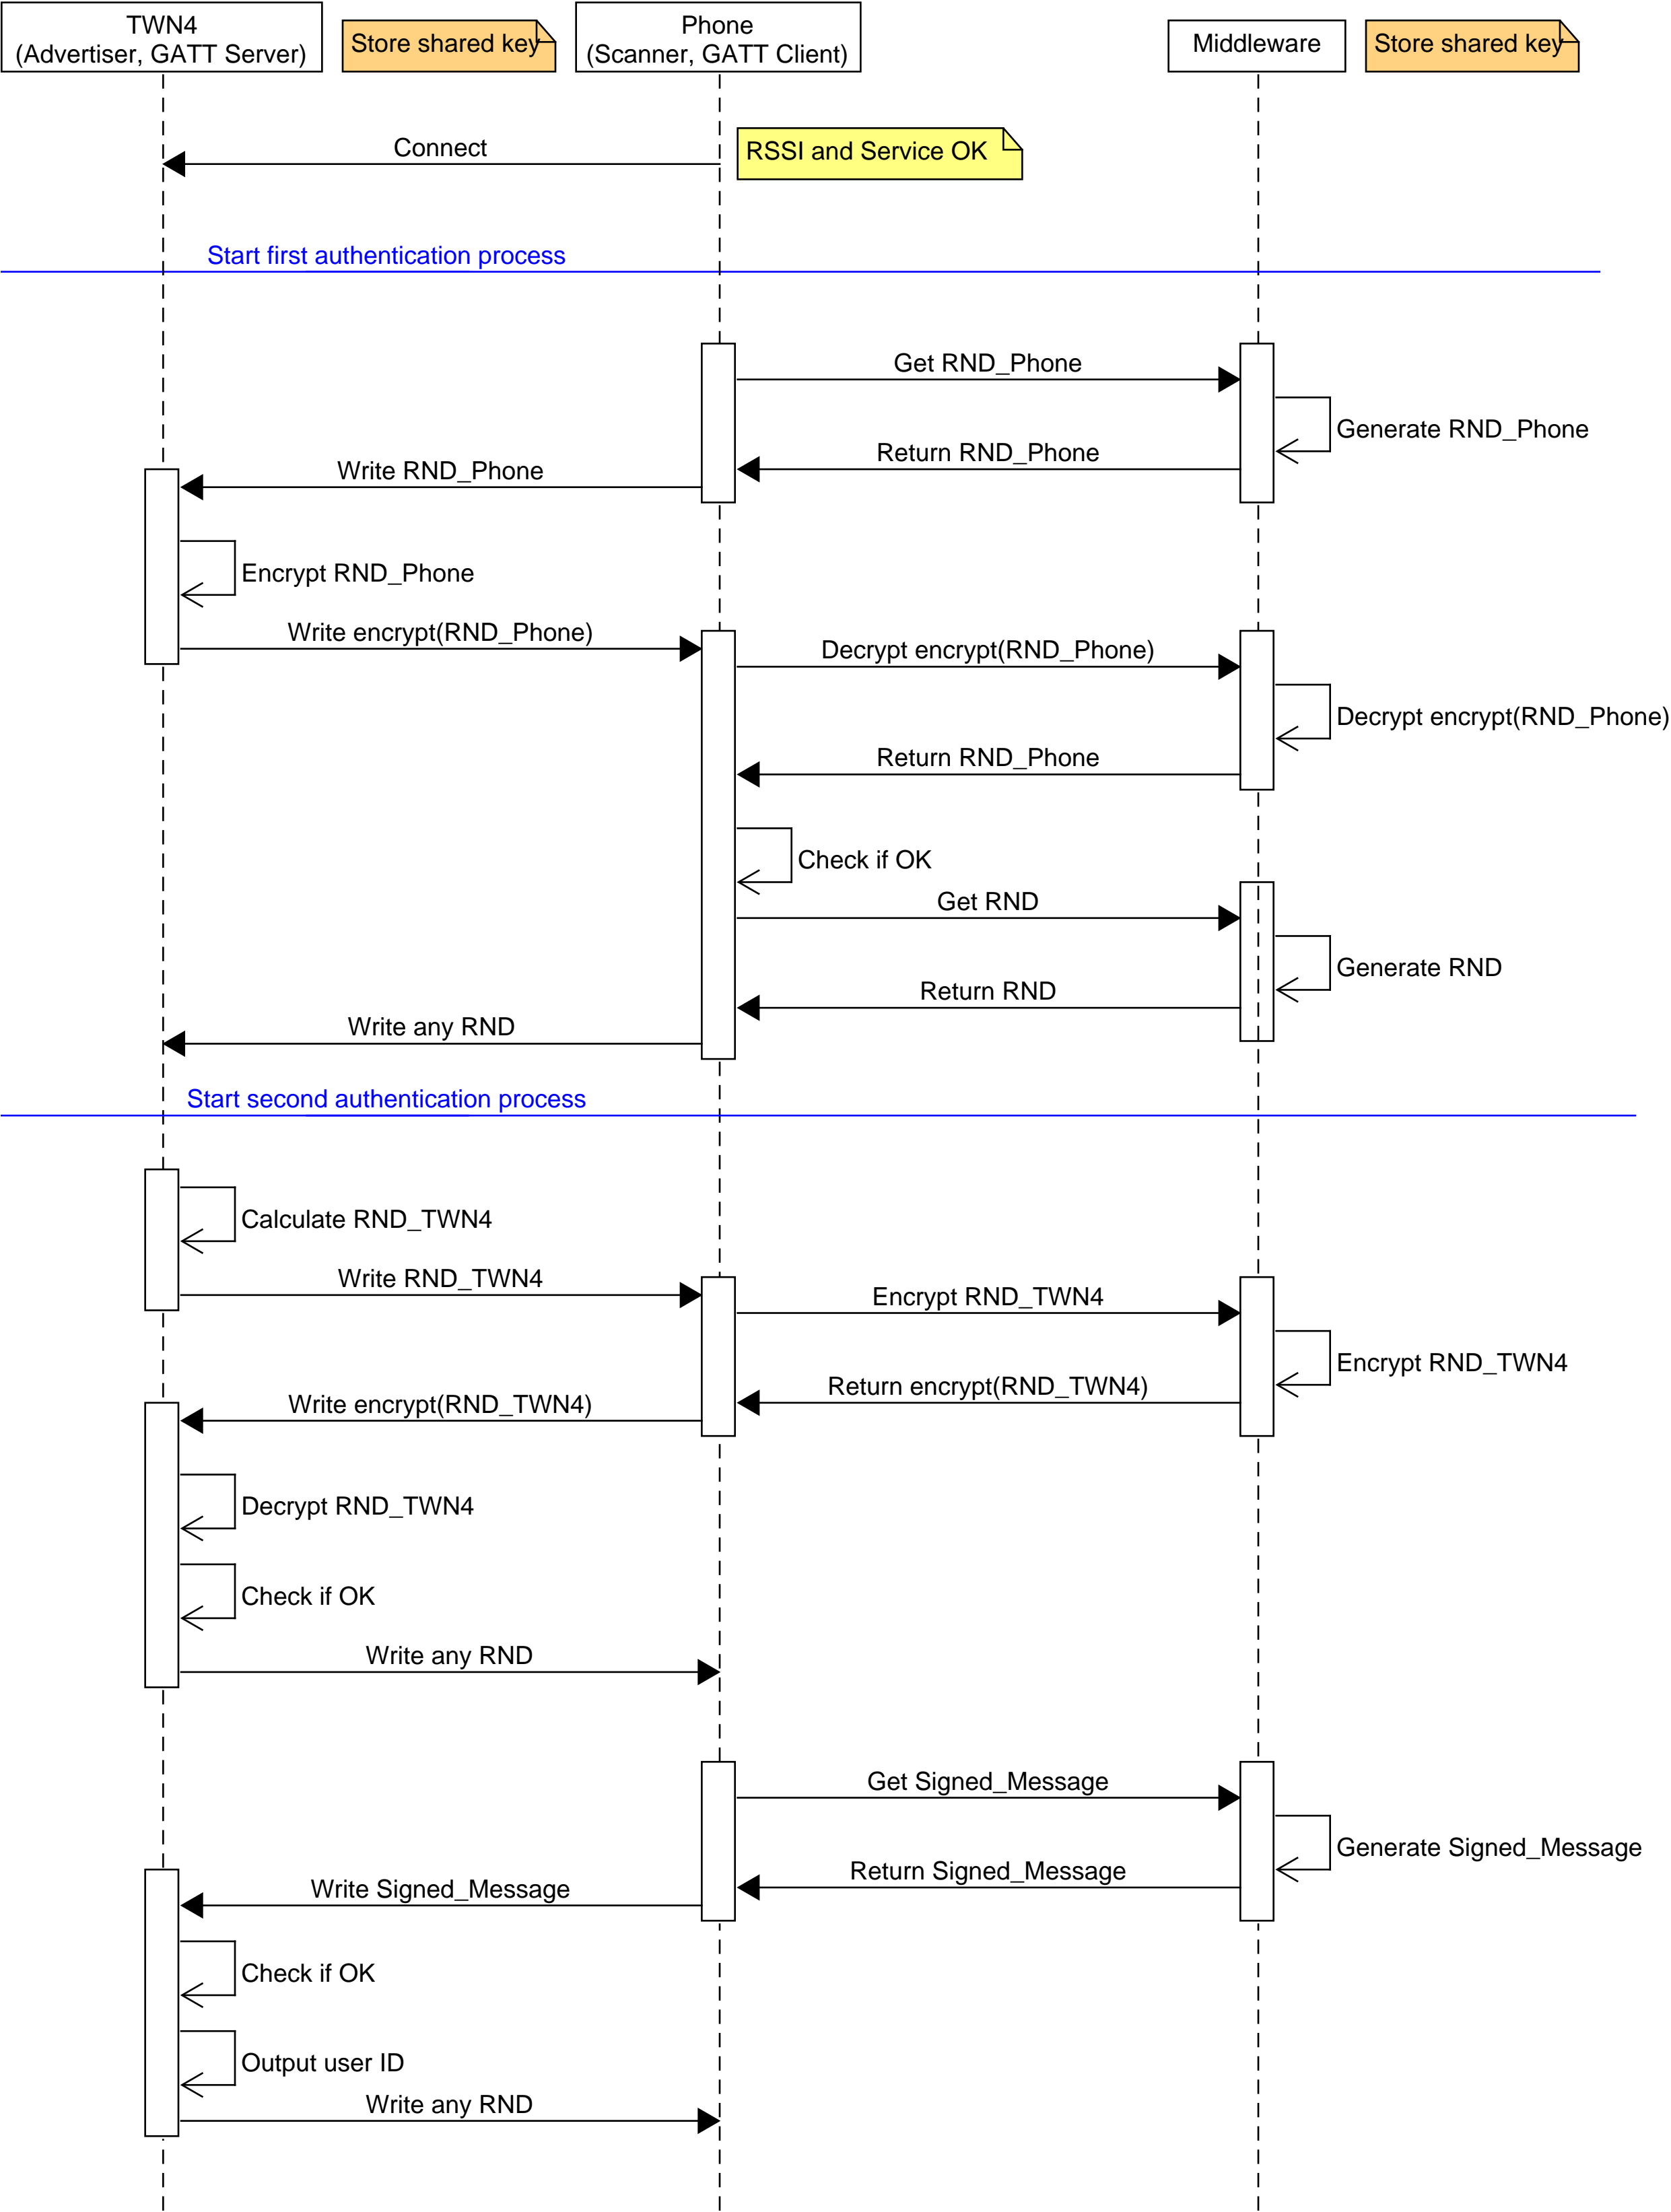 TWN4
(Advertiser, GATT Server)
Store shared key
Phone
(Scanner, GATT Client)
Middleware
Store shared key
Connect
RSSI and Service OK
Start first authentication process
Get RND_Phone
Generate RND_Phone
Return RND_Phone
Write RND_Phone
Encrypt RND_Phone
Write encrypt(RND_Phone)
Decrypt encrypt(RND_Phone)
Decrypt encrypt(RND_Phone)
Return RND_Phone
Check if OK
Get RND
Generate RND
Return RND
Write any RND
Start second authentication process
Calculate RND_TWN4
Write RND_TWN4
Encrypt RND_TWN4
Encrypt RND_TWN4
Return encrypt(RND_TWN4)
Write encrypt(RND_TWN4)
Decrypt RND_TWN4
Check if OK
Write any RND
Get Signed_Message
Generate Signed_Message
Return Signed_Message
Write Signed_Message
Check if OK
Output user ID
Write any RND